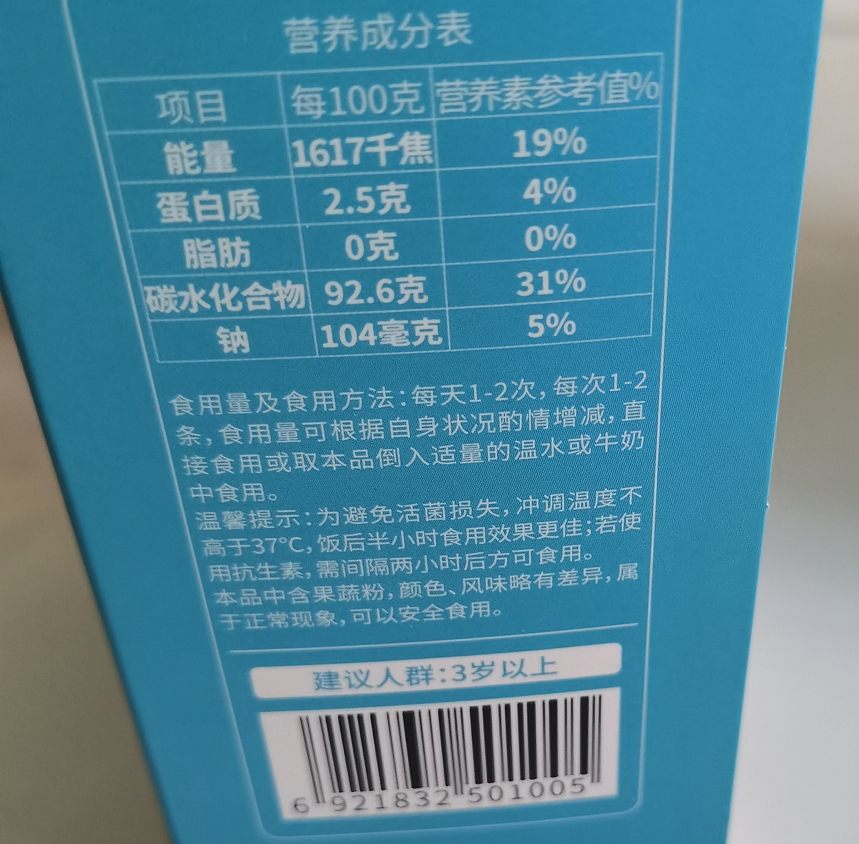 营养成分表
项目 每100克 营养素参考值%
能量 1617千焦 19%
蛋白质 2.5克 4%
脂肪 0克 0%
碳水化合物 92.6克 31%
钠 104毫克 5%
食用量及食用方法:每天1-2次,每次1-2
条,食用量可根据自身状况酌情增减,直
接食用或取本品倒入适量的温水或牛奶
中食用。
温馨提示:为避免活菌损失,冲调温度不
高于37℃,饭后半小时食用效果更佳;若使
用抗生素,需间隔两小时后方可食用。
本品中含果蔬粉,颜色、风味略有差异,属
于正常现象,可以安全食用。
建议人群:3岁以上
6 921832 501005